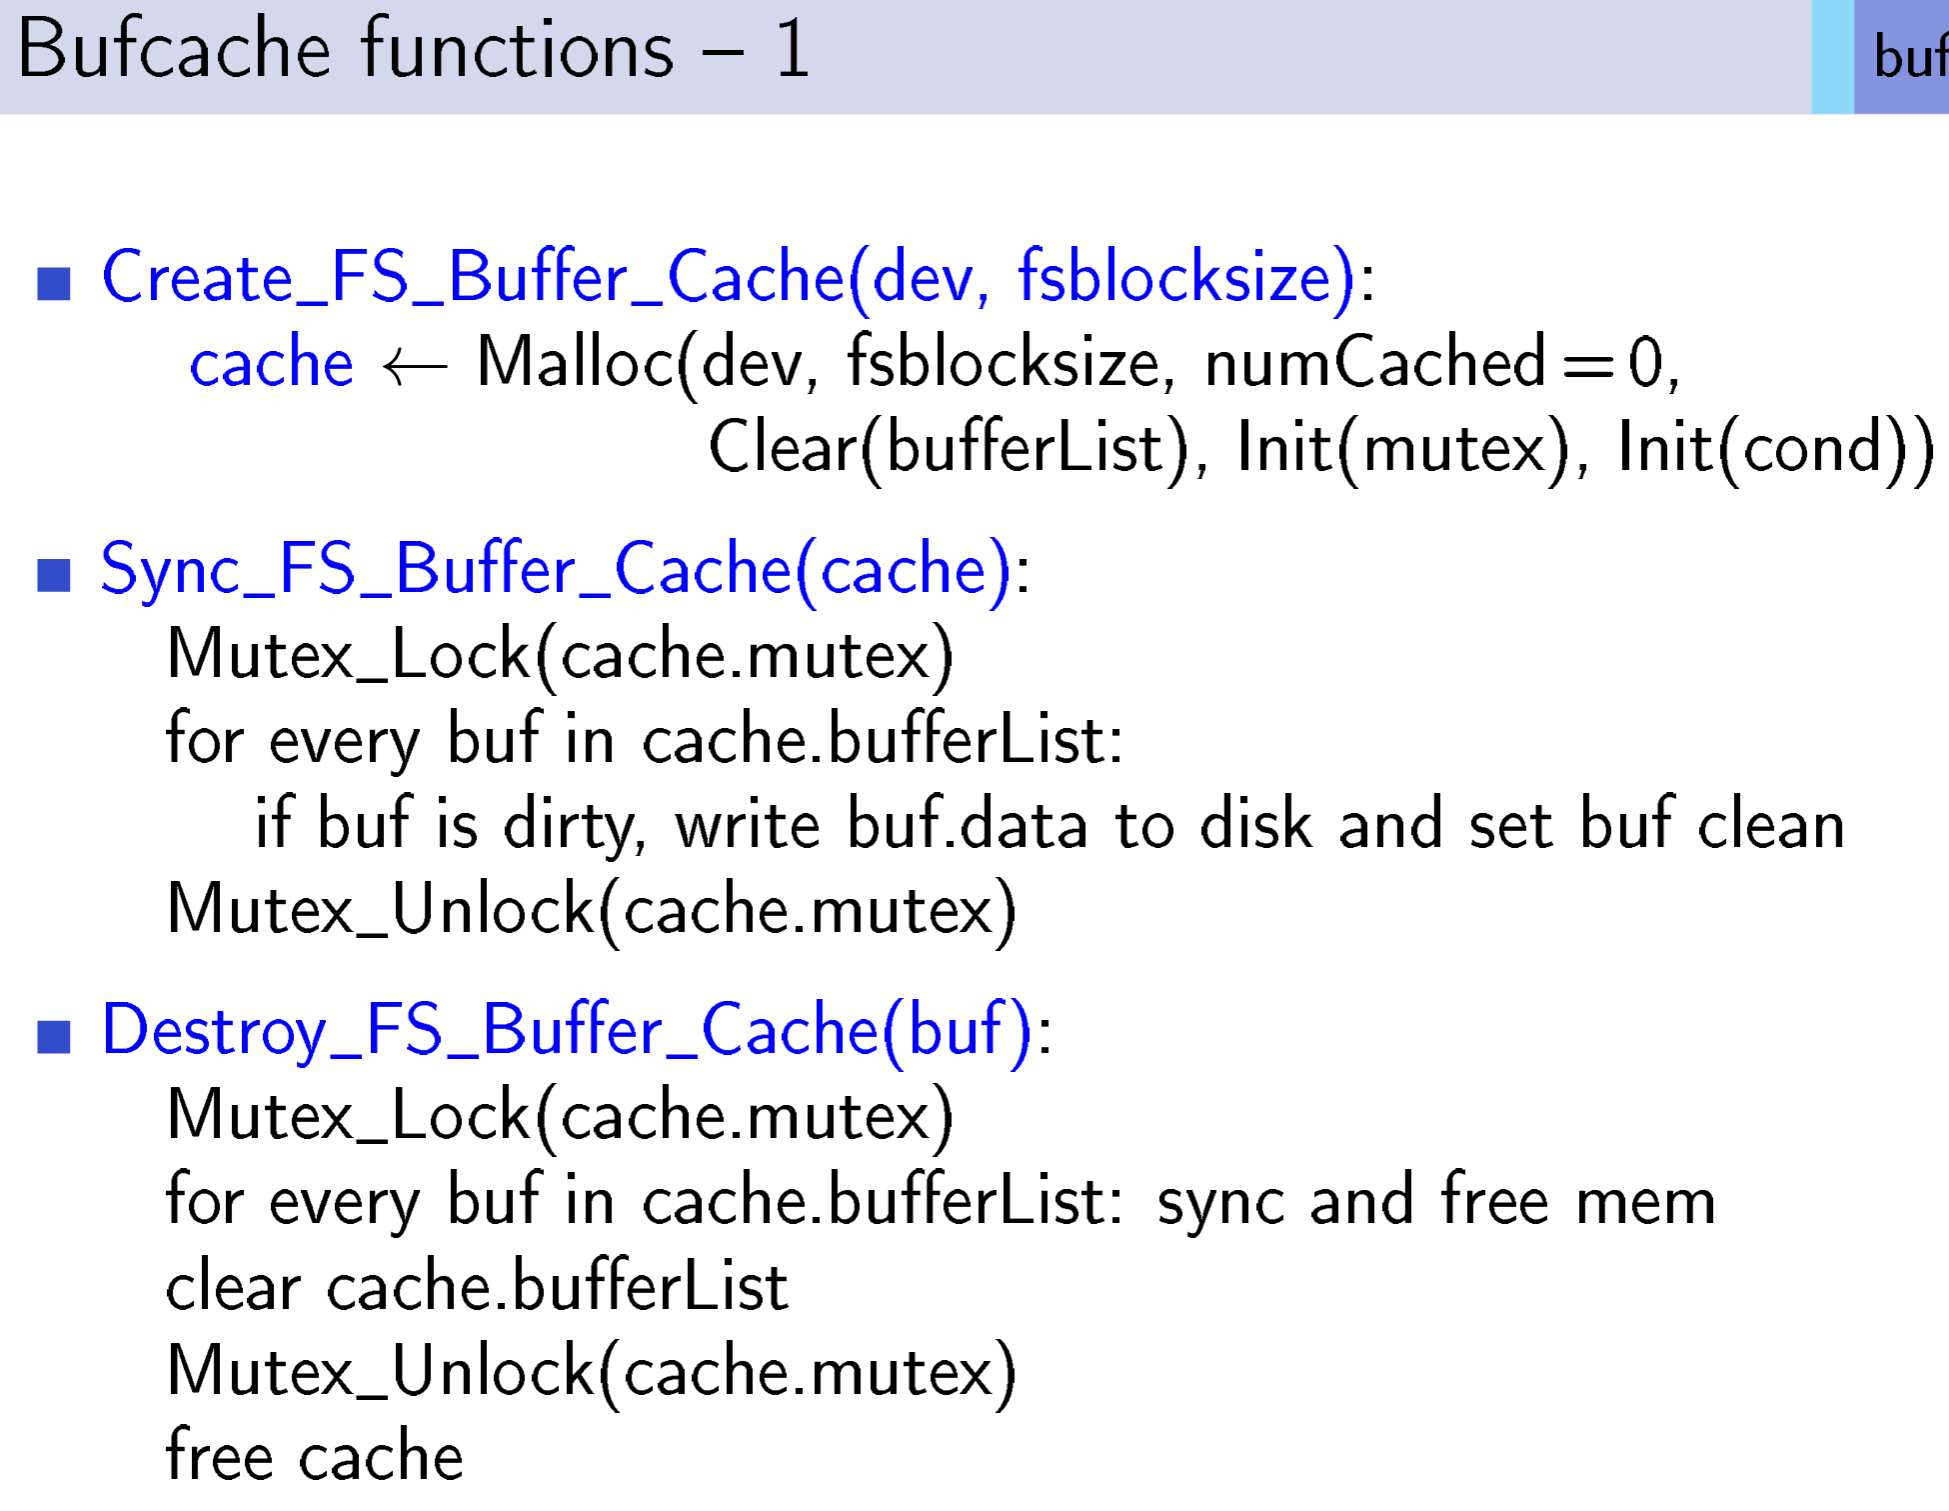 Bufcache functions – 1
buf
Create_FS_Buffer_Cache(dev, fsblocksize):
cache ← Malloc(dev, fsblocksize, numCached = 0,
Clear(bufferList), Init(mutex), Init(cond))
Sync_FS_Buffer_Cache(cache):
Mutex_Lock(cache.mutex)
for every buf in cache.bufferList:
if buf is dirty, write buf.data to disk and set buf clean
Mutex_Unlock(cache.mutex)
Destroy_FS_Buffer_Cache(buf):
Mutex_Lock(cache.mutex)
for every buf in cache.bufferList: sync and free mem
clear cache.bufferList
Mutex_Unlock(cache.mutex)
free cache